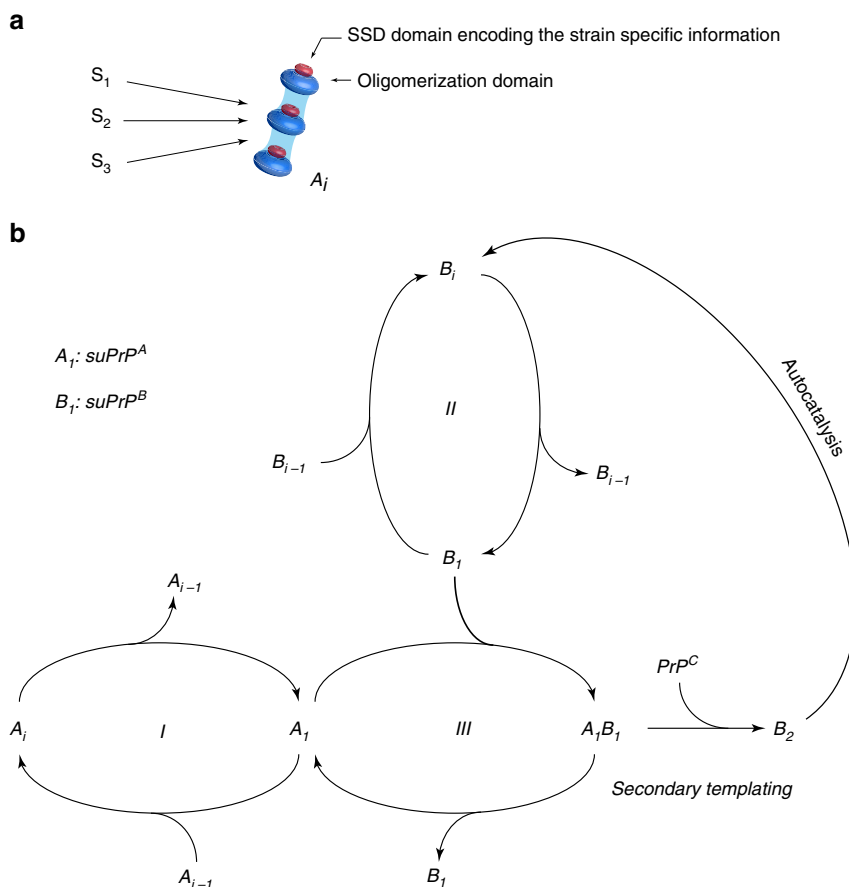 a
SSD domain encoding the strain specific information
Oligomerization domain
S₁
S₂
S₃
Aᵢ
b
Bᵢ
A₁: suPrPᴬ
B₁: suPrPᴮ
II
Autocatalysis
Bᵢ₋₁
Bᵢ₋₁
B₁
Aᵢ₋₁
PrPᶜ
Aᵢ
I
A₁
III
A₁B₁
B₂
Secondary templating
Aᵢ₋₁
B₁